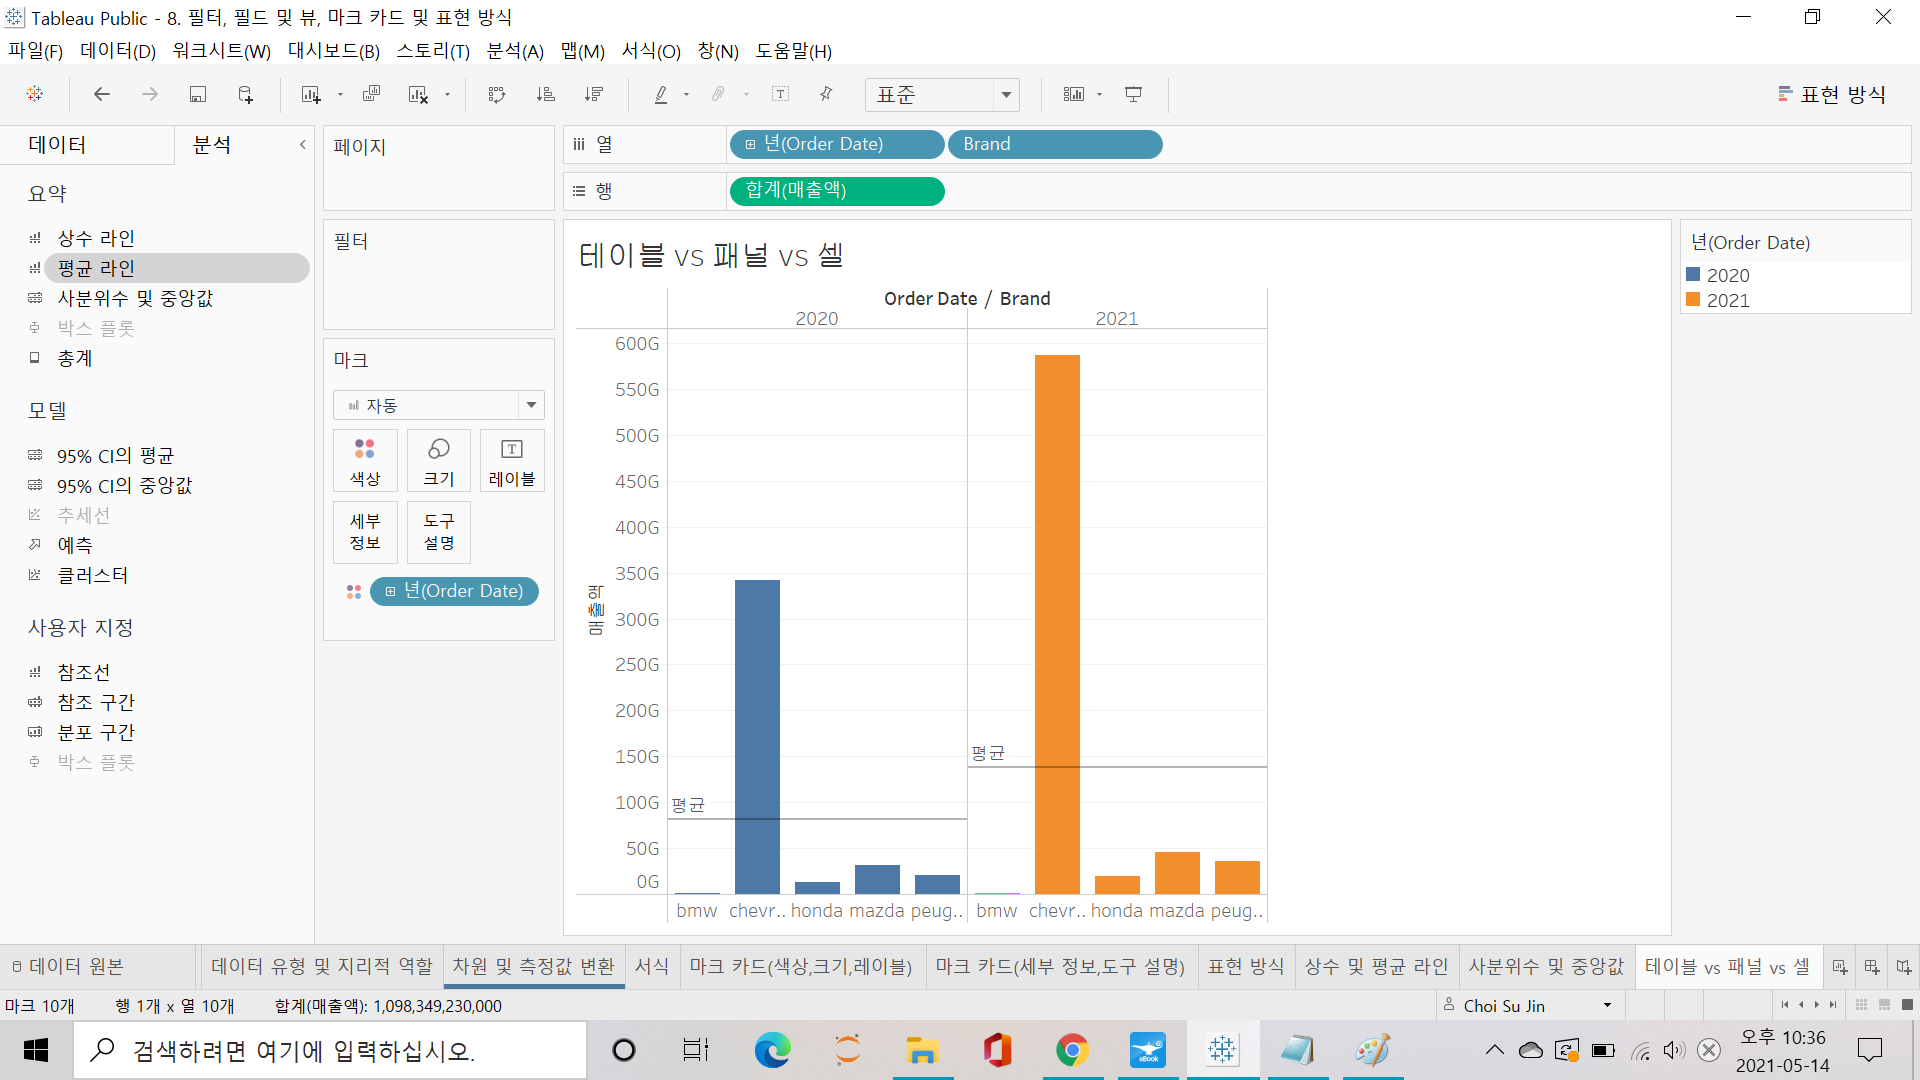 Tableau Public - 8. 필터, 필드 및 뷰, 마크 카드 및 표현 방식
파일(F) 데이터(D) 워크시트(W) 대시보드(B) 스토리(T) 분석(A) 맵(M) 서식(O) 창(N) 도움말(H)
표준
표현 방식
데이터 분석
요약
상수 라인
평균 라인
사분위수 및 중앙값
박스 플롯
총계
모델
95% CI의 평균
95% CI의 중앙값
추세선
예측
클러스터
사용자 지정
참조선
참조 구간
분포 구간
박스 플롯
페이지
필터
마크
자동
색상 크기 레이블
세부 정보 도구 설명
년(Order Date)
열 년(Order Date) Brand
행 합계(매출액)
테이블 vs 패널 vs 셀
Order Date / Brand
2020 2021
600G
550G
500G
450G
400G
350G
300G
250G
200G
150G
100G
50G
0G
매출액
평균
평균
bmw chevr.. honda mazda peug.. bmw chevr.. honda mazda peug..
년(Order Date)
2020
2021
데이터 원본 데이터 유형 및 지리적 역할 차원 및 측정값 변환 서식 마크 카드(색상,크기,레이블) 마크 카드(세부 정보,도구 설명) 표현 방식 상수 및 평균 라인 사분위수 및 중앙값 테이블 vs 패널 vs 셀
마크 10개 행 1개 x 열 10개 합계(매출액): 1,098,349,230,000 Choi Su Jin
검색하려면 여기에 입력하십시오.
eBook
오후 10:36
2021-05-14